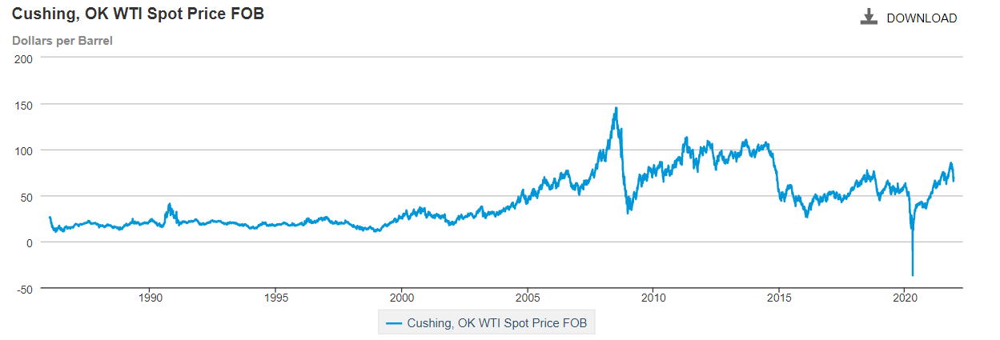 Cushing, OK WTI Spot Price FOB
DOWNLOAD
Dollars per Barrel
200
150
100
50
0
-50
1990 1995 2000 2005 2010 2015 2020
Cushing, OK WTI Spot Price FOB